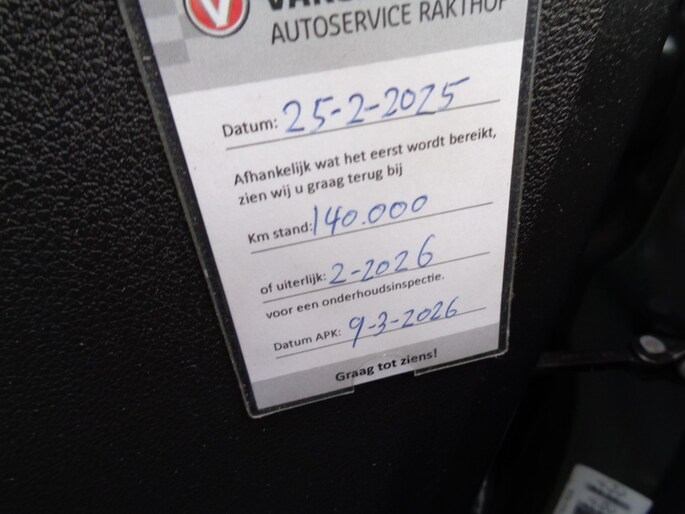 V
AUTOSERVICE RAKTHOF
Datum: 25-2-2025
Afhankelijk wat het eerst wordt bereikt,
zien wij u graag terug bij
Km stand: 140.000
of uiterlijk: 2-2026
voor een onderhoudsinspectie.
Datum APK: 9-3-2026
Graag tot ziens!